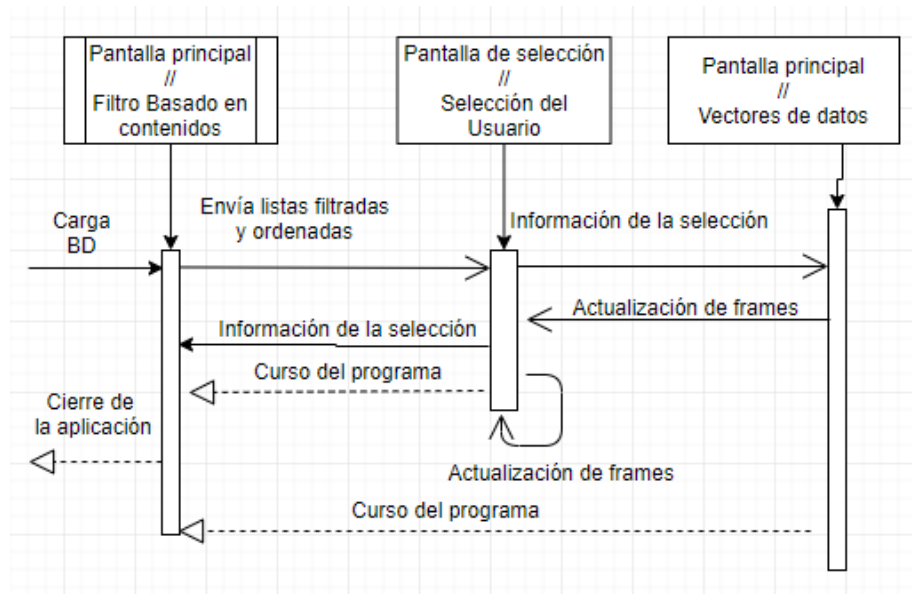 Pantalla principal
//
Filtro Basado en
contenidos
Pantalla de selección
//
Selección del
Usuario
Pantalla principal
//
Vectores de datos
Carga
BD
Envía listas filtradas
y ordenadas
Información de la selección
Actualización de frames
Información de la selección
Curso del programa
Cierre de
la aplicación
Actualización de frames
Curso del programa